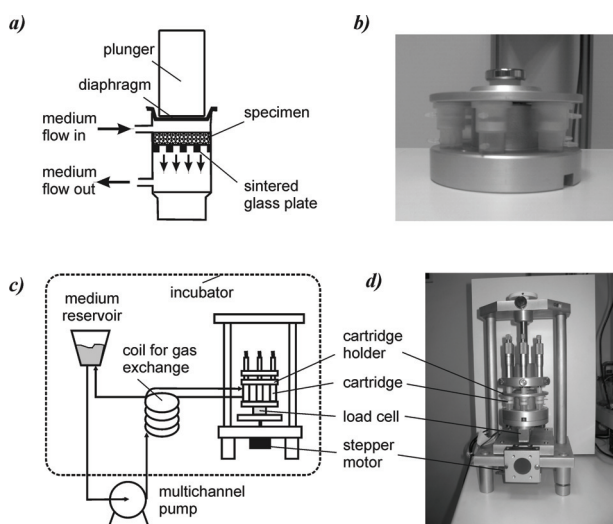 a)
plunger
diaphragm
medium
flow in
specimen
medium
flow out
sintered
glass plate
b)
c)
incubator
medium
reservoir
coil for gas
exchange
multichannel
pump
d)
cartridge
holder
cartridge
load cell
stepper
motor